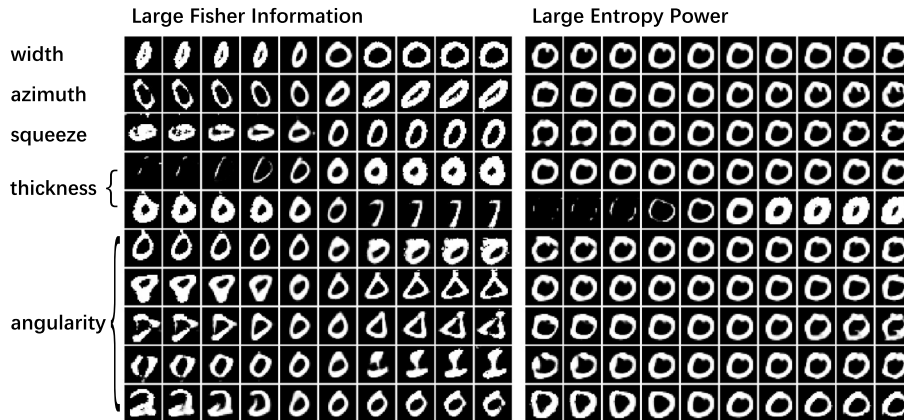 Large Fisher Information
Large Entropy Power
width
azimuth
squeeze
thickness
angularity